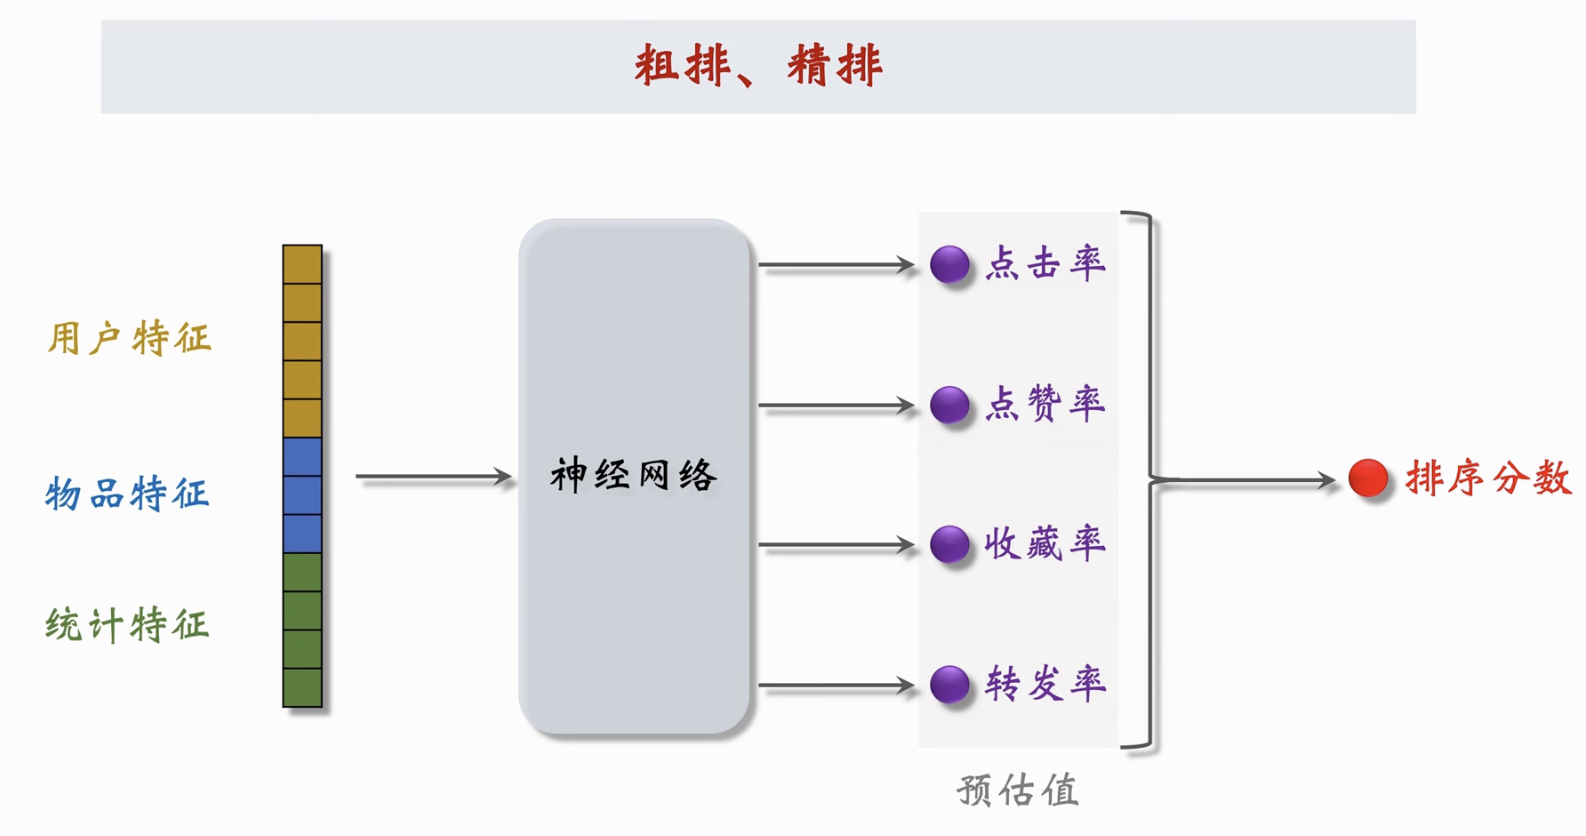 粗排、精排
用户特征
物品特征
统计特征
神经网络
点击率
点赞率
收藏率
转发率
预估值
排序分数